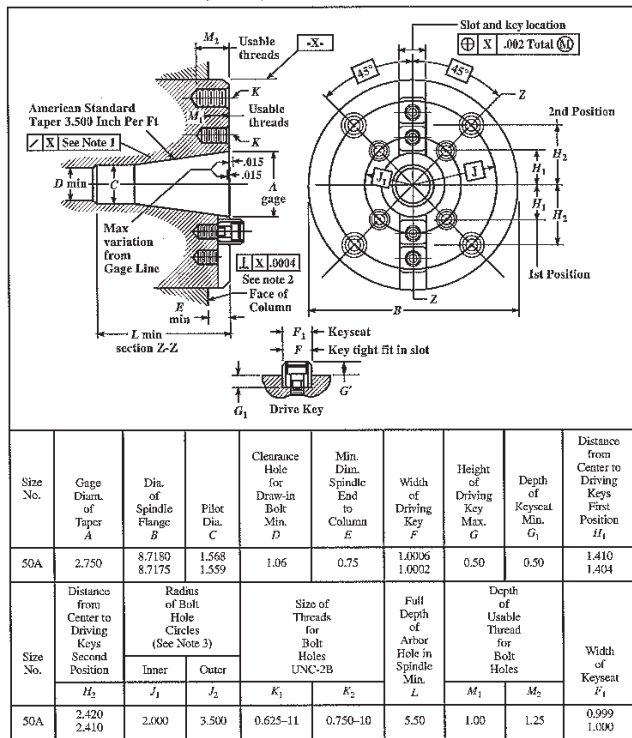 M2
Usable
threads
-X-
Slot and key location
⌖ X .002 Total Ⓜ
45°
45°
K
Z
American Standard
Taper 3.500 Inch Per Ft
M1
Usable
threads
2nd Position
K
X See Note 1
.015
.015
D min
C
A
gage
J1
J
H1
H2
H1
H2
Max
variation
from
Gage Line
⊥ X .0004
See note 2
Face of
Column
1st Position
E
min
Z
B
L min
section Z-Z
F1
Keyseat
F
Key tight fit in slot
G1
G'
Drive Key
Size No. Gage Diam. of Taper A Dia. of Spindle Flange B Pilot Dia. C Clearance Hole for Draw-in Bolt Min. D Min. Dim. Spindle End to Column E Width of Driving Key F Height of Driving Key Max. G Depth of Keyseat Min. G1 Distance from Center to Driving Keys First Position H1
50A 2.750 8.7180 8.7175 1.568 1.559 1.06 0.75 1.0006 1.0002 0.50 0.50 1.410 1.404
Size No. Distance from Center to Driving Keys Second Position H2 Radius of Bolt Hole Circles (See Note 3) Inner J1 Outer J2 Size of Threads for Bolt Holes UNC-2B K1 K2 Full Depth of Arbor Hole in Spindle Min. L Depth of Usable Thread for Bolt Holes M1 M2 Width of Keyseat F1
50A 2.420 2.410 2.000 3.500 0.625–11 0.750–10 5.50 1.00 1.25 0.999 1.000